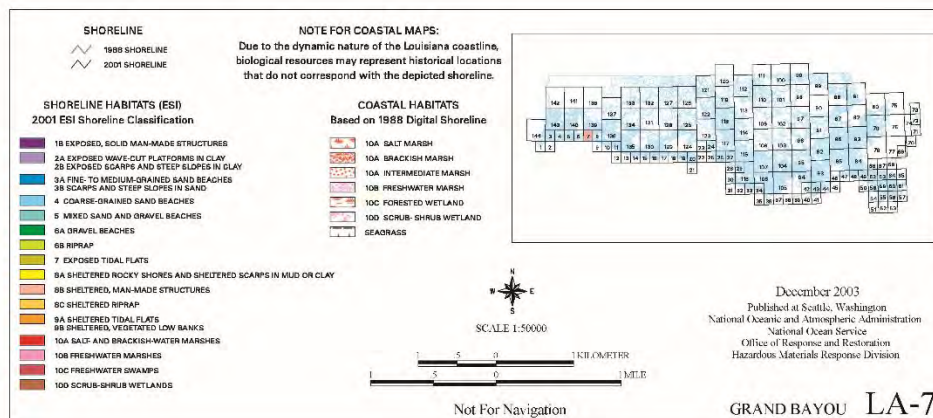 SHORELINE
1988 SHORELINE
2001 SHORELINE
NOTE FOR COASTAL MAPS:
Due to the dynamic nature of the Louisiana coastline,
biological resources may represent historical locations
that do not correspond with the depicted shoreline.
SHORELINE HABITATS (ESI)
2001 ESI Shoreline Classification
1B EXPOSED, SOLID MAN-MADE STRUCTURES
2A EXPOSED WAVE-CUT PLATFORMS IN CLAY
2B EXPOSED SCARPS AND STEEP SLOPES IN CLAY
3A FINE- TO MEDIUM-GRAINED SAND BEACHES
3B SCARPS AND STEEP SLOPES IN SAND
4 COARSE-GRAINED SAND BEACHES
5 MIXED SAND AND GRAVEL BEACHES
6A GRAVEL BEACHES
6B RIPRAP
7 EXPOSED TIDAL FLATS
8A SHELTERED ROCKY SHORES AND SHELTERED SCARPS IN MUD OR CLAY
8B SHELTERED, MAN-MADE STRUCTURES
8C SHELTERED RIPRAP
9A SHELTERED TIDAL FLATS
9B SHELTERED, VEGETATED LOW BANKS
10A SALT- AND BRACKISH-WATER MARSHES
10B FRESHWATER MARSHES
10C FRESHWATER SWAMPS
10D SCRUB-SHRUB WETLANDS
COASTAL HABITATS
Based on 1988 Digital Shoreline
10A SALT MARSH
10A BRACKISH MARSH
10A INTERMEDIATE MARSH
10B FRESHWATER MARSH
10C FORESTED WETLAND
10D SCRUB- SHRUB WETLAND
SEAGRASS
N
W E
S
SCALE 1:50000
1 .5 0 1 KILOMETER
1 .5 0 1 MILE
Not For Navigation
December 2003
Published at Seattle, Washington
National Oceanic and Atmospheric Administration
National Ocean Service
Office of Response and Restoration
Hazardous Materials Response Division
GRAND BAYOU LA-7